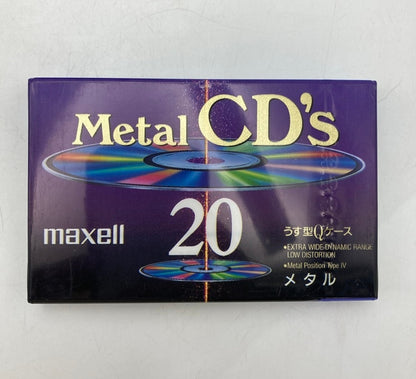 Metal CD's
maxell
20
うす型Qケース
•EXTRA WIDE DYNAMIC RANGE
LOW DISTORTION
•Metal Position Type IV
メタル